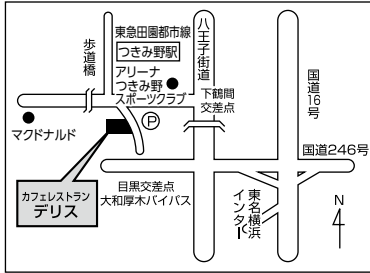 東急田園都市線
つきみ野駅
アリーナ
つきみ野
スポーツクラブ
歩道橋
八王子街道
下鶴間
交差点
国道16号
マクドナルド
P
国道246号
カフェレストラン
デリス
目黒交差点
大和厚木バイパス
東名横浜
インター
N